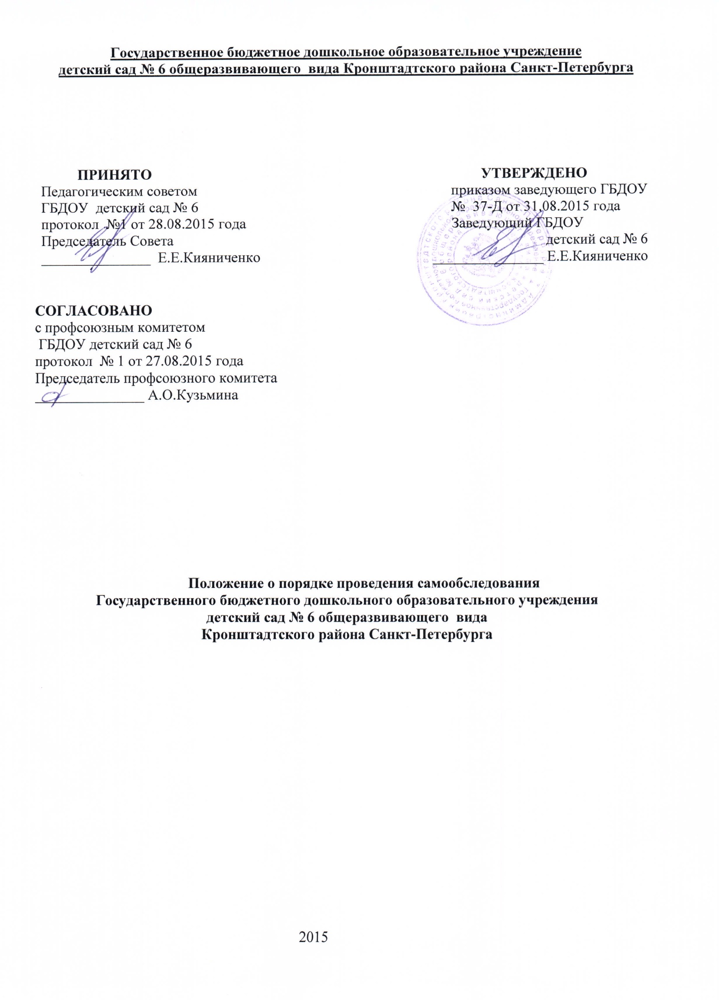 Государственное бюджетное дошкольное образовательное учреждение
детский сад № 6 общеразвивающего вида Кронштадтского района Санкт-Петербурга
ПРИНЯТО
Педагогическим советом
ГБДОУ детский сад № 6
протокол №1 от 28.08.2015 года
Председатель Совета
______________ Е.Е.Кияниченко
УТВЕРЖДЕНО
приказом заведующего ГБДОУ
№ 37-Д от 31,08.2015 года
Заведующий ГБДОУ
детский сад № 6
______________ Е.Е.Кияниченко
СОГЛАСОВАНО
с профсоюзным комитетом
ГБДОУ детский сад № 6
протокол № 1 от 27.08.2015 года
Председатель профсоюзного комитета
______________ А.О.Кузьмина
Положение о порядке проведения самообследования
Государственного бюджетного дошкольного образовательного учреждения
детский сад № 6 общеразвивающего вида
Кронштадтского района Санкт-Петербурга
2015